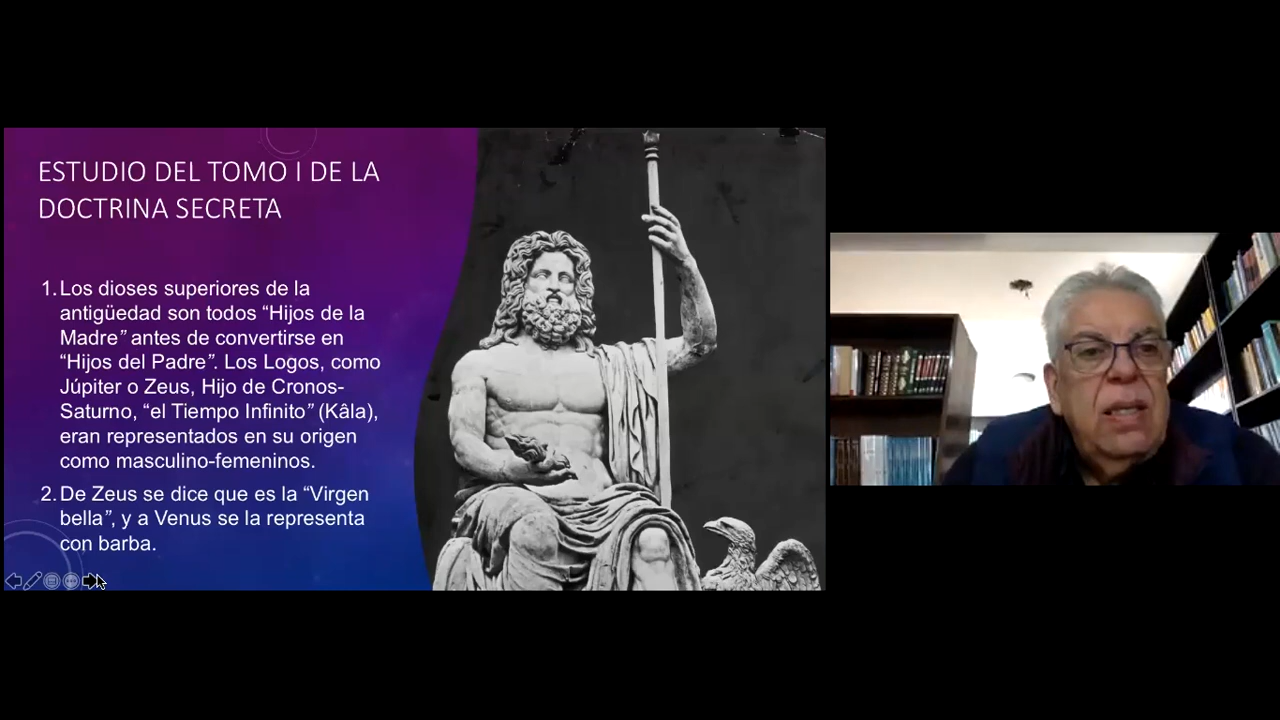 ESTUDIO DEL TOMO I DE LA
DOCTRINA SECRETA
1. Los dioses superiores de la
antigüedad son todos “Hijos de la
Madre” antes de convertirse en
“Hijos del Padre”. Los Logos, como
Júpiter o Zeus, Hijo de Cronos-
Saturno, “el Tiempo Infinito” (Kâla),
eran representados en su origen
como masculino-femeninos.
2. De Zeus se dice que es la “Virgen
bella”, y a Venus se la representa
con barba.